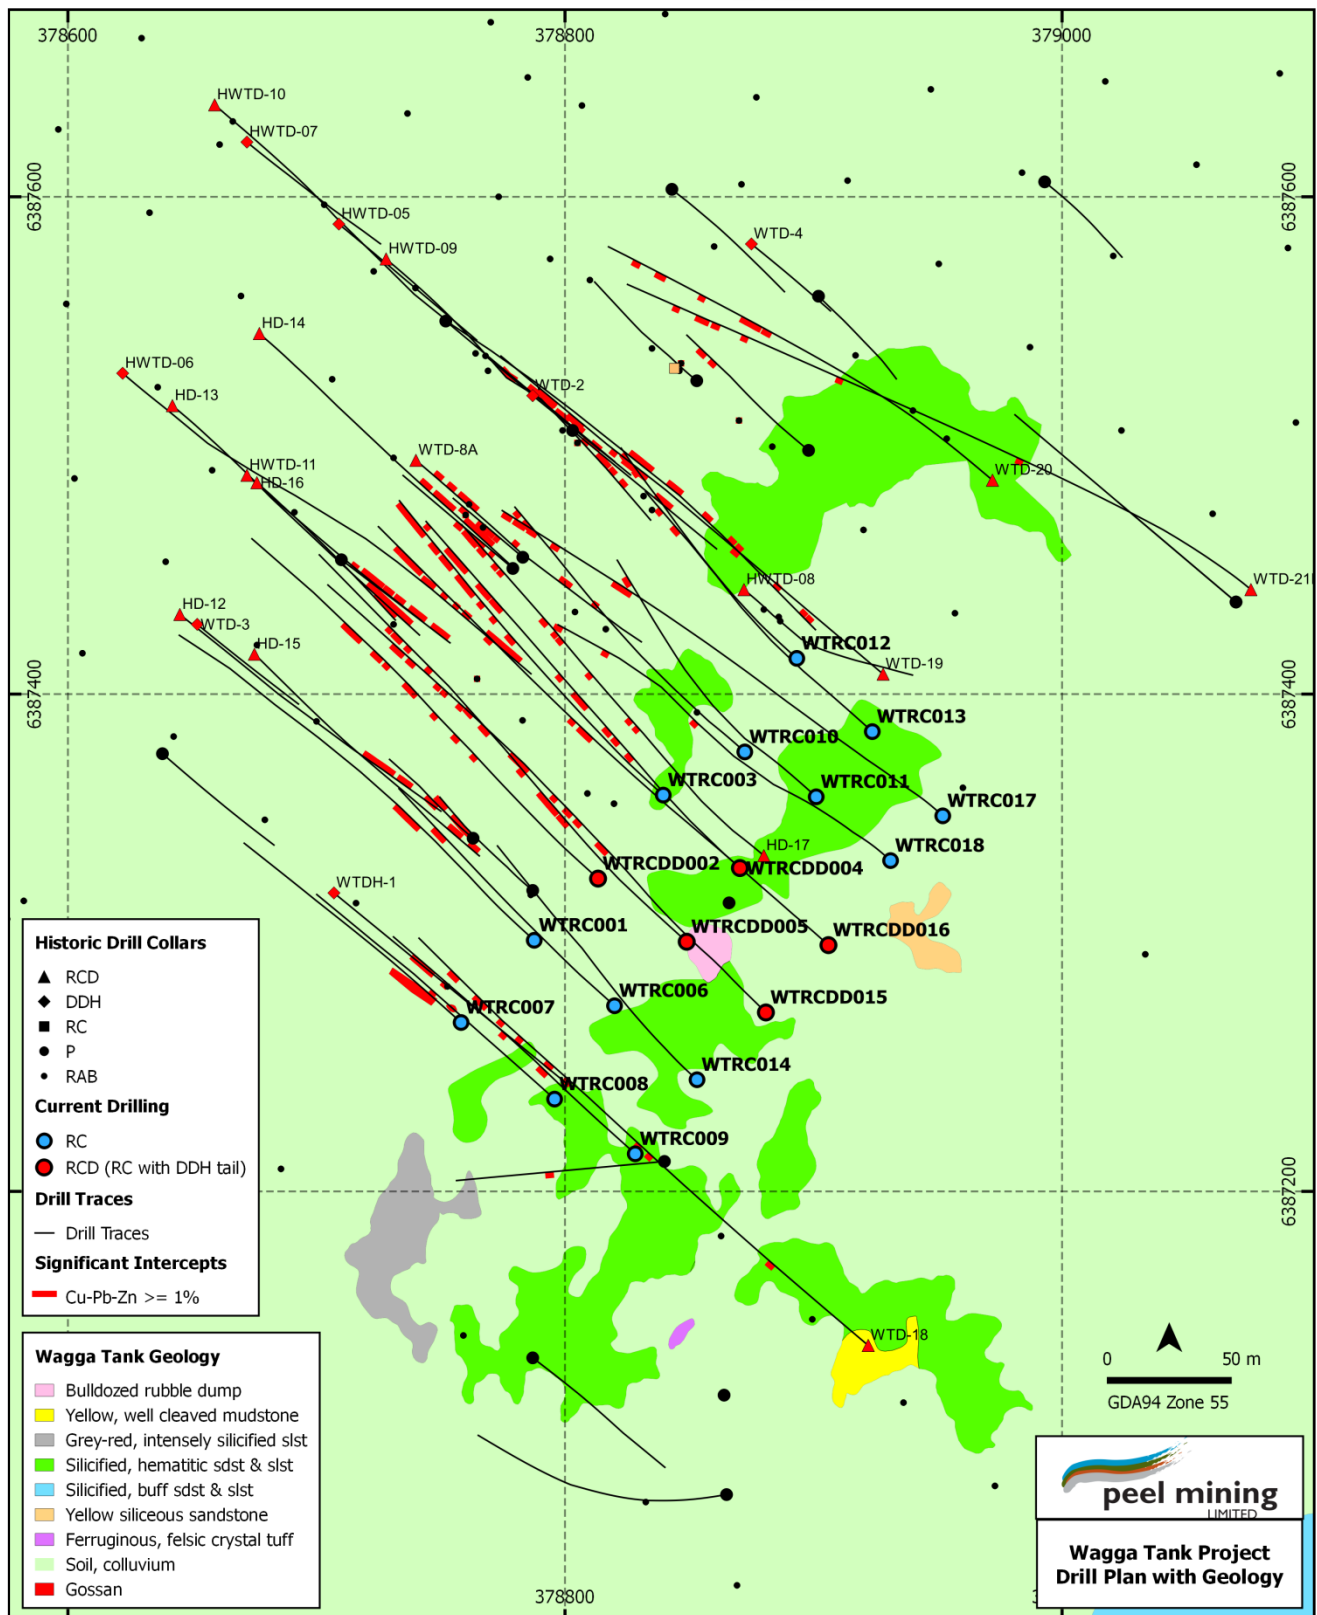 378600
378800
379000
HWTD-10
HWTD-07
6387600
6387600
HWTD-05
WTD-4
HWTD-09
HD-14
HWTD-06
WTD-2
HD-13
WTD-8A
HWTD-11
HD-16
WTD-20
HWTD-08
WTD-21
HD-12
WTD-3
HD-15
WTRC012
WTD-19
6387400
6387400
WTRC013
WTRC010
WTRC003
WTRC011
WTRC017
HD-17
WTRC018
WTRCDD002
WTRCDD004
WTDH-1
WTRC001
WTRCDD005
WTRCDD016
WTRC006
WTRCDD015
WTRC007
WTRC014
WTRC008
WTRC009
6387200
WTD-18
Historic Drill Collars
RCD
DDH
RC
P
RAB
Current Drilling
RC
RCD (RC with DDH tail)
Drill Traces
Drill Traces
Significant Intercepts
Cu-Pb-Zn >= 1%
Wagga Tank Geology
Bulldozed rubble dump
Yellow, well cleaved mudstone
Grey-red, intensely silicified slst
Silicified, hematitic sdst & slst
Silicified, buff sdst & slst
Yellow siliceous sandstone
Ferruginous, felsic crystal tuff
Soil, colluvium
Gossan
0 50 m
GDA94 Zone 55
peel mining
LIMITED
Wagga Tank Project
Drill Plan with Geology
378800